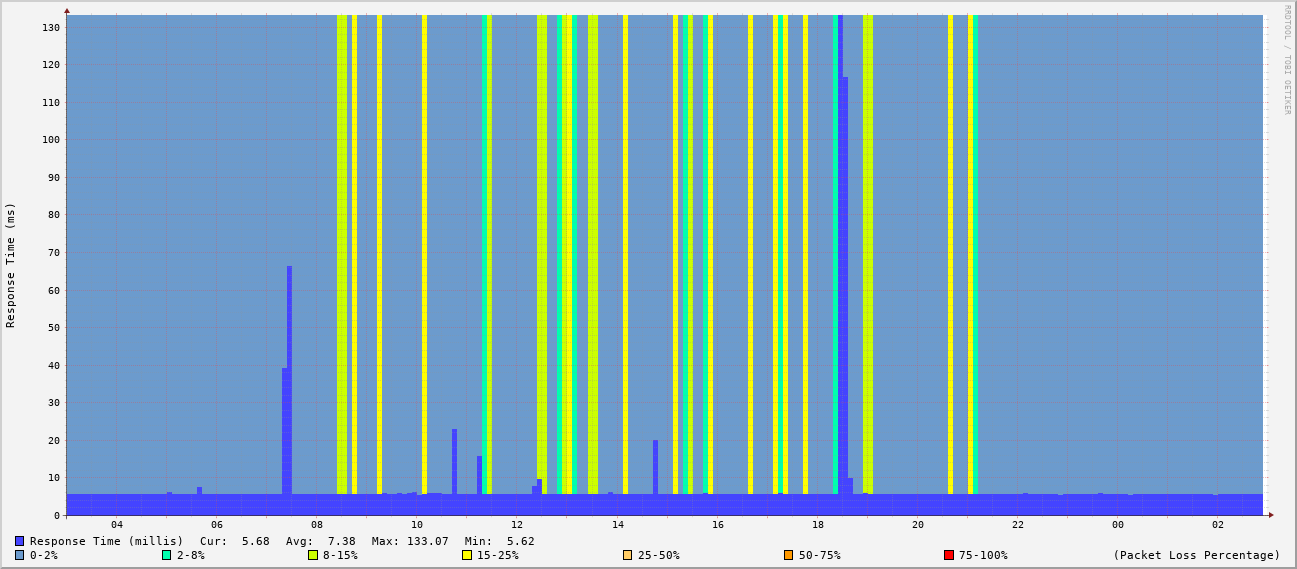 RRDTOOL / TOBI OETIKER
Response Time (ms)
130
120
110
100
90
80
70
60
50
40
30
20
10
0
04 06 08 10 12 14 16 18 20 22 00 02
Response Time (millis) Cur: 5.68 Avg: 7.38 Max: 133.07 Min: 5.62
0-2% 2-8% 8-15% 15-25% 25-50% 50-75% 75-100% (Packet Loss Percentage)